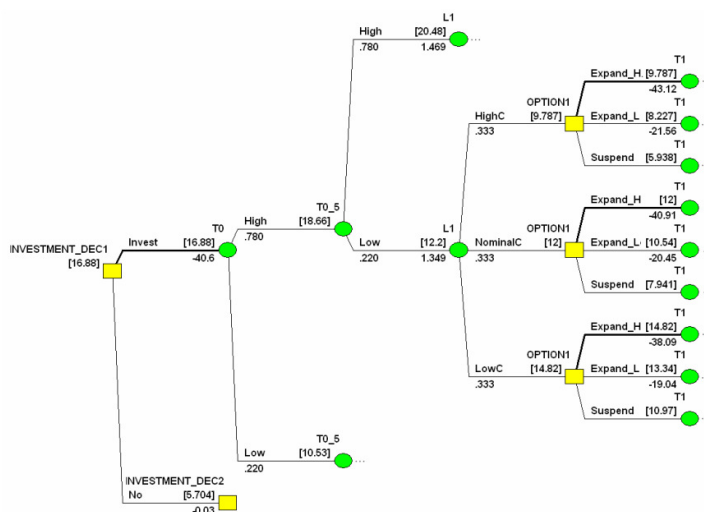 L1
High [20.48]
.780 1.469
T1
Expand_H [9.787]
-43.12
T1
OPTION1
HighC [9.787]
.333
Expand_L [8.227]
-21.56
T1
Suspend [5.938]
T1
Expand_H [12]
-40.91
T0_5
High [18.66]
.780
T0
INVESTMENT_DEC1
[16.88]
Invest [16.88]
-40.6
L1
Low [12.2]
.220 1.349
OPTION1
NominalC [12]
.333
T1
Expand_L [10.54]
-20.45
T1
Suspend [7.941]
T1
Expand_H [14.82]
-38.09
OPTION1
LowC [14.82]
.333
T1
Expand_L [13.34]
-19.04
T1
Suspend [10.97]
T0_5
Low [10.53]
.220
INVESTMENT_DEC2
No [5.704]
-0.03